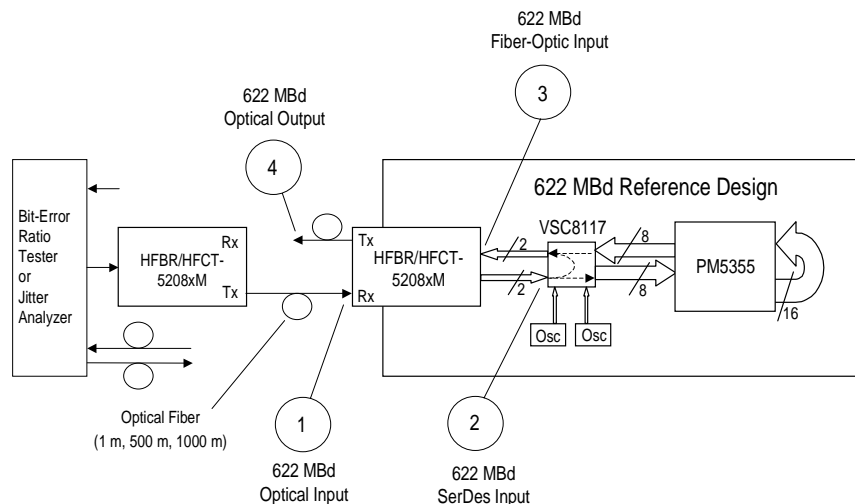 622 MBd
Fiber-Optic Input
3
622 MBd
Optical Output
4
622 MBd Reference Design
Bit-Error
Ratio
Tester
or
Jitter
Analyzer
Rx
HFBR/HFCT-
5208xM
Tx
Tx
HFBR/HFCT-
5208xM
Rx
2
2
VSC8117
8
8
PM5355
16
Osc
Osc
Optical Fiber
(1 m, 500 m, 1000 m)
1
622 MBd
Optical Input
2
622 MBd
SerDes Input